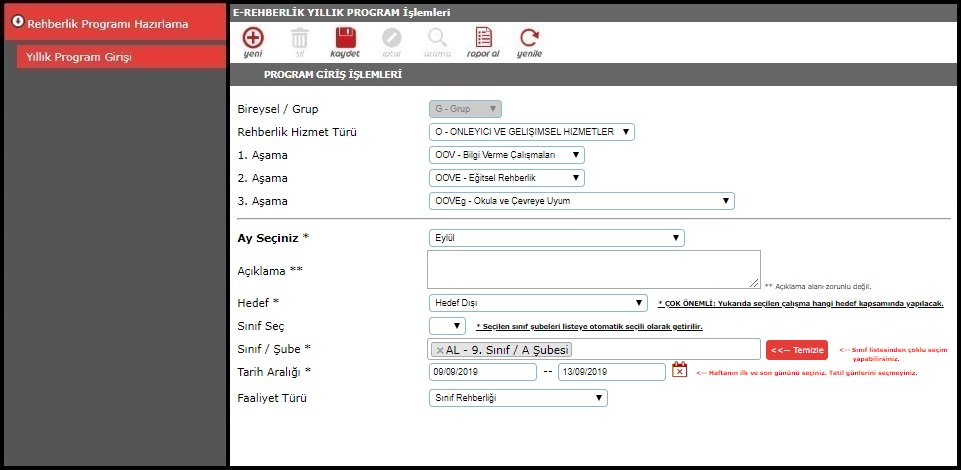 Rehberlik Programı Hazırlama
Yıllık Program Girişi
E-REHBERLİK YILLIK PROGRAM İşlemleri
yeni sil kaydet iptal arama rapor al yenile
PROGRAM GİRİŞ İŞLEMLERİ
Bireysel / Grup G - Grup
Rehberlik Hizmet Türü O - ONLEYICI VE GELIŞIMSEL HIZMETLER
1. Aşama OOV - Bilgi Verme Çalışmaları
2. Aşama OOVE - Eğitsel Rehberlik
3. Aşama OOVEg - Okula ve Çevreye Uyum
Ay Seçiniz * Eylül
Açıklama ** ** Açıklama alanı zorunlu değil.
Hedef * Hedef Dışı * ÇOK ÖNEMLİ: Yukarıda seçilen çalışma hangi hedef kapsamında yapılacak.
Sınıf Seç * Seçilen sınıf şubeleri listeye otomatik seçili olarak getirilir.
Sınıf / Şube * ×AL - 9. Sınıf / A Şubesi <<-- Temizle <-- Sınıf listesinden çoklu seçim
yapabilirsiniz.
Tarih Aralığı * 09/09/2019 -- 13/09/2019 <-- Haftanın ilk ve son gününü seçiniz. Tatil günlerini seçmeyiniz.
Faaliyet Türü Sınıf Rehberliği